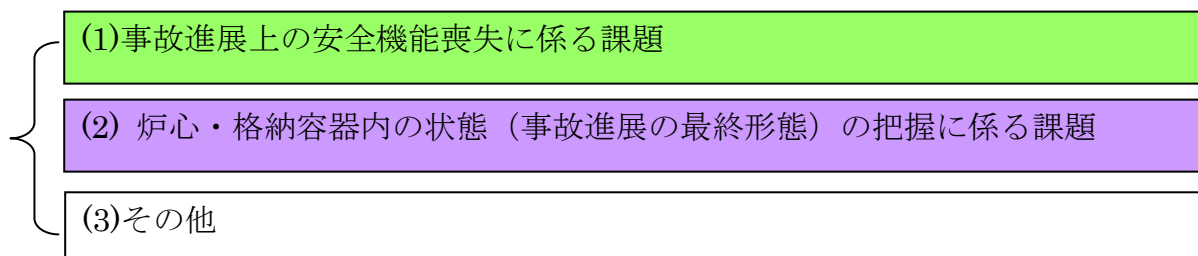 (1)事故進展上の安全機能喪失に係る課題
(2) 炉心・格納容器内の状態（事故進展の最終形態）の把握に係る課題
(3)その他